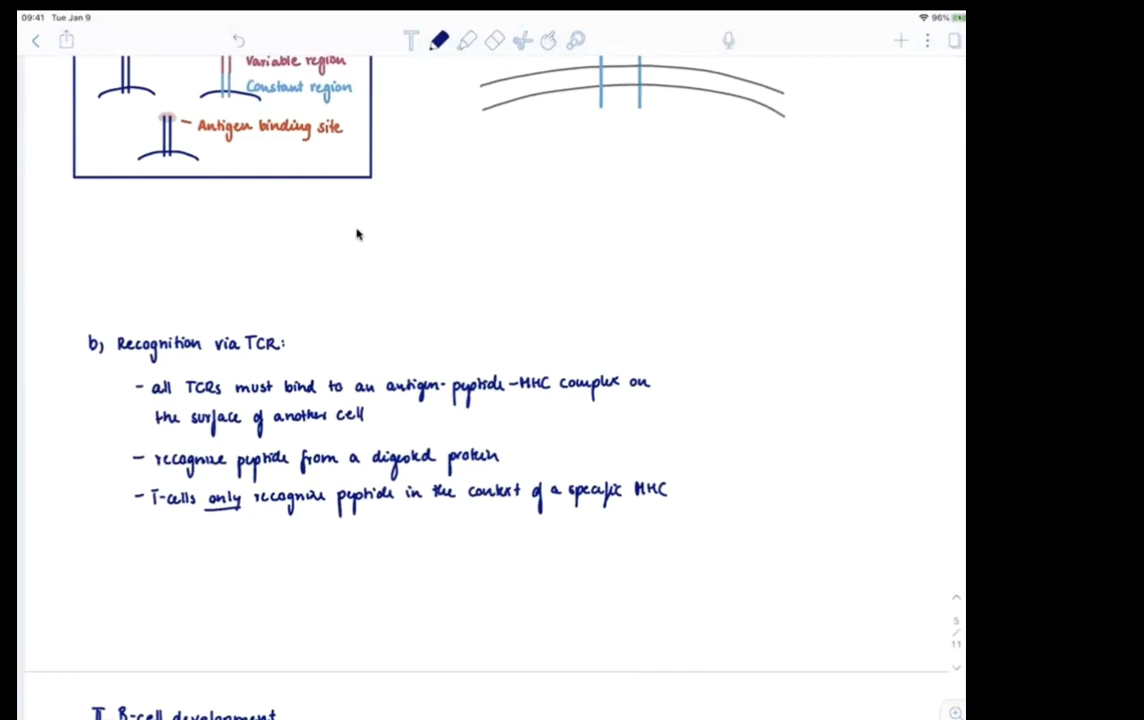 09:41 Tue Jan 9
96%
Variable region
Constant region
Antigen binding site
b) Recognition via TCR:
- all TCRs must bind to an antigen-peptide-MHC complex on
the surface of another cell
- recognize peptide from a digested protein
- T-cells only recognize peptide in the context of a specific MHC
5
/
11
II B-cell development